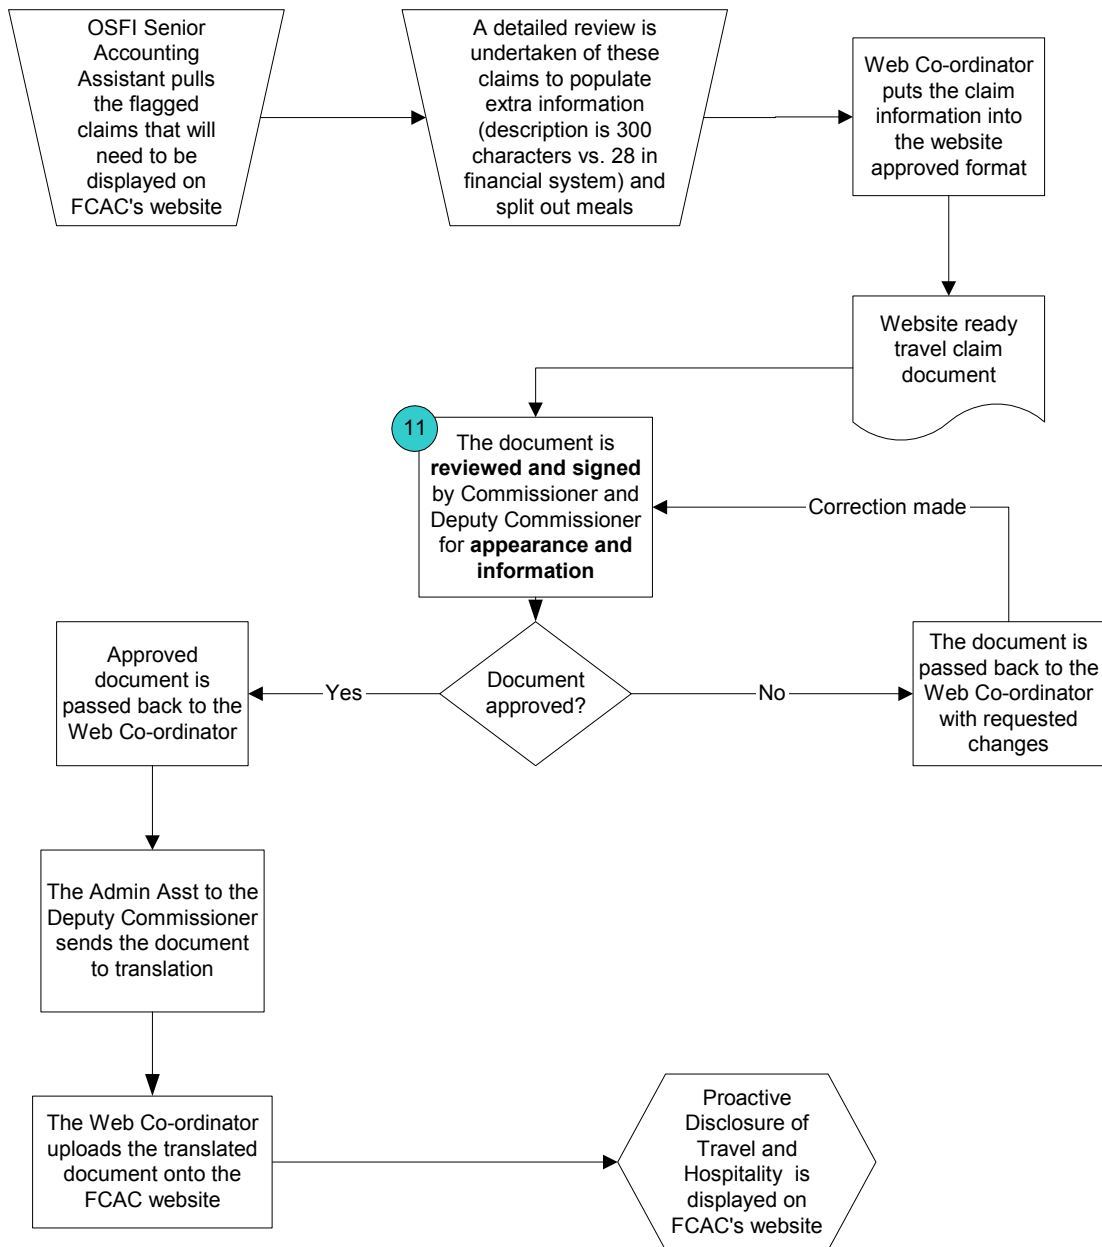 OSFI Senior
Accounting
Assistant pulls
the flagged
claims that will
need to be
displayed on
FCAC's website
A detailed review is
undertaken of these
claims to populate
extra information
(description is 300
characters vs. 28 in
financial system) and
split out meals
Web Co-ordinator
puts the claim
information into
the website
approved format
Website ready
travel claim
document
11
The document is
reviewed and signed
by Commissioner and
Deputy Commissioner
for appearance and
information
Correction made
Document
approved?
Yes
No
Approved
document is
passed back to the
Web Co-ordinator
The document is
passed back to the
Web Co-ordinator
with requested
changes
The Admin Asst to the
Deputy Commissioner
sends the document
to translation
The Web Co-ordinator
uploads the translated
document onto the
FCAC website
Proactive
Disclosure of
Travel and
Hospitality is
displayed on
FCAC's website